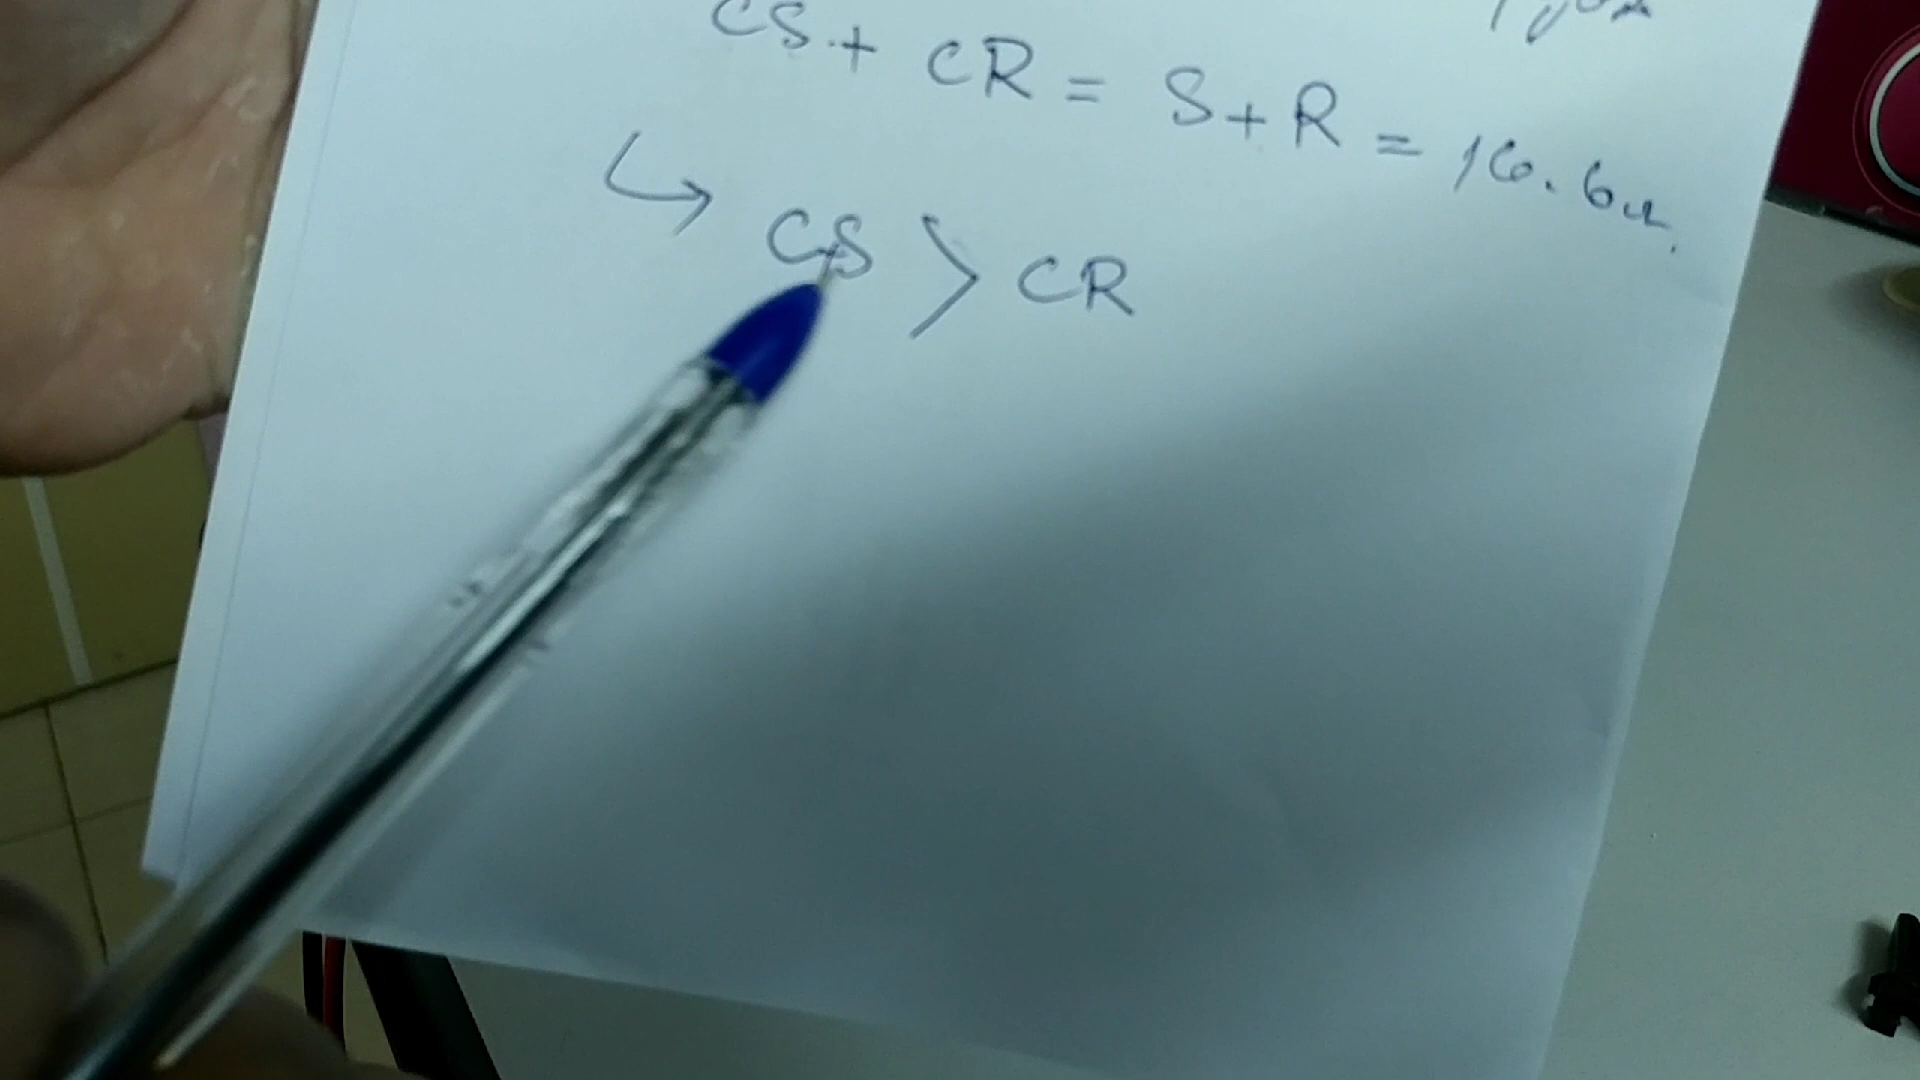 CS + CR = S + R = 16.6Ω
↳ CS > CR